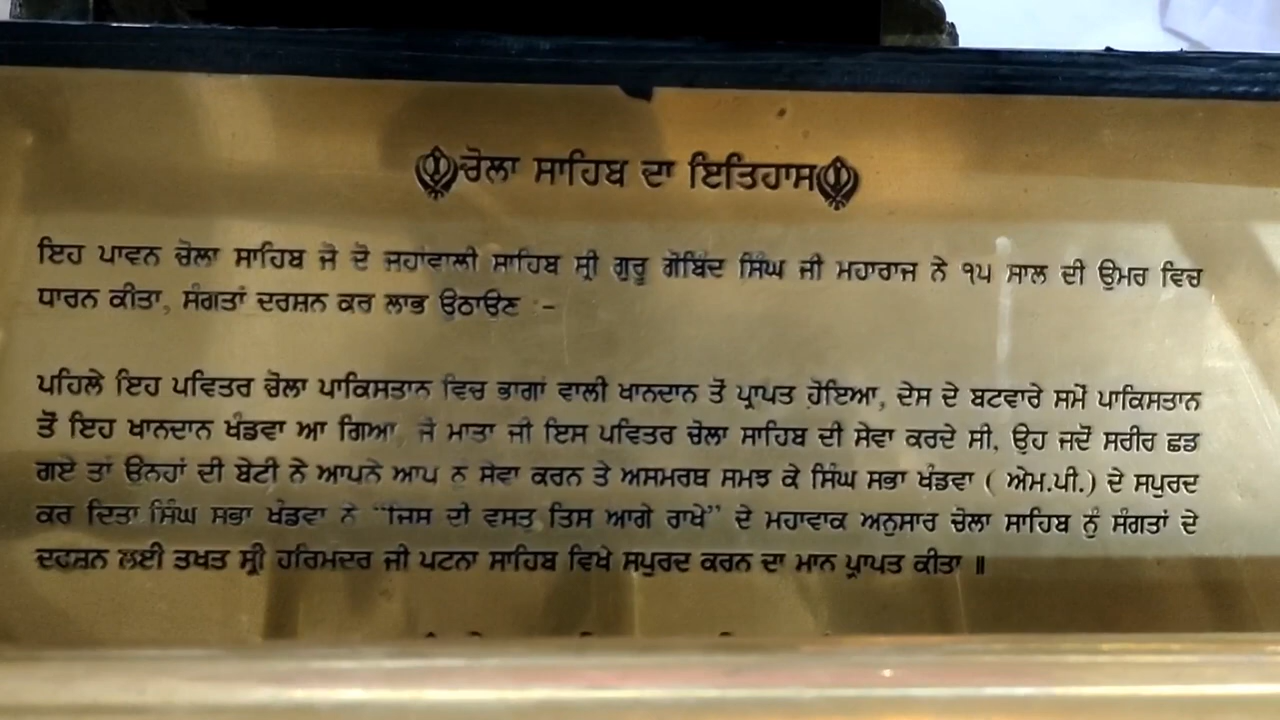 ਚੋਲਾ ਸਾਹਿਬ ਦਾ ਇਤਿਹਾਸ
ਇਹ ਪਾਵਨ ਚੋਲਾ ਸਾਹਿਬ ਜੋ ਦੋ ਜਹਾਂਵਾਲੀ ਸਾਹਿਬ ਸ੍ਰੀ ਗੁਰੂ ਗੋਬਿੰਦ ਸਿੰਘ ਜੀ ਮਹਾਰਾਜ ਨੇ ੧੫ ਸਾਲ ਦੀ ਉਮਰ ਵਿਚ
ਧਾਰਨ ਕੀਤਾ, ਸੰਗਤਾਂ ਦਰਸ਼ਨ ਕਰ ਲਾਭ ਉਠਾਉਣ :-
ਪਹਿਲੇ ਇਹ ਪਵਿਤਰ ਚੋਲਾ ਪਾਕਿਸਤਾਨ ਵਿਚ ਭਾਗਾਂ ਵਾਲੀ ਖਾਨਦਾਨ ਤੋਂ ਪ੍ਰਾਪਤ ਹੋਇਆ, ਦੇਸ ਦੇ ਬਟਵਾਰੇ ਸਮੇਂ ਪਾਕਿਸਤਾਨ
ਤੋਂ ਇਹ ਖਾਨਦਾਨ ਖੰਡਵਾ ਆ ਗਿਆ, ਜੋ ਮਾਤਾ ਜੀ ਇਸ ਪਵਿਤਰ ਚੋਲਾ ਸਾਹਿਬ ਦੀ ਸੇਵਾ ਕਰਦੇ ਸੀ, ਉਹ ਜਦੋਂ ਸਰੀਰ ਛਡ
ਗਏ ਤਾਂ ਉਨਹਾਂ ਦੀ ਬੇਟੀ ਨੇ ਆਪਨੇ ਆਪ ਨੂੰ ਸੇਵਾ ਕਰਨ ਤੇ ਅਸਮਰਥ ਸਮਝ ਕੇ ਸਿੰਘ ਸਭਾ ਖੰਡਵਾ ( ਐਮ.ਪੀ.) ਦੇ ਸਪੁਰਦ
ਕਰ ਦਿਤਾ ਸਿੰਘ ਸਭਾ ਖੰਡਵਾ ਨੇ "ਜਿਸ ਦੀ ਵਸਤੁ ਤਿਸ ਆਗੇ ਰਾਖੇ" ਦੇ ਮਹਾਵਾਕ ਅਨੁਸਾਰ ਚੋਲਾ ਸਾਹਿਬ ਨੂੰ ਸੰਗਤਾਂ ਦੇ
ਦਰਸ਼ਨ ਲਈ ਤਖਤ ਸ੍ਰੀ ਹਰਿਮਦਰ ਜੀ ਪਟਨਾ ਸਾਹਿਬ ਵਿਖੇ ਸਪੁਰਦ ਕਰਨ ਦਾ ਮਾਨ ਪ੍ਰਾਪਤ ਕੀਤਾ ॥